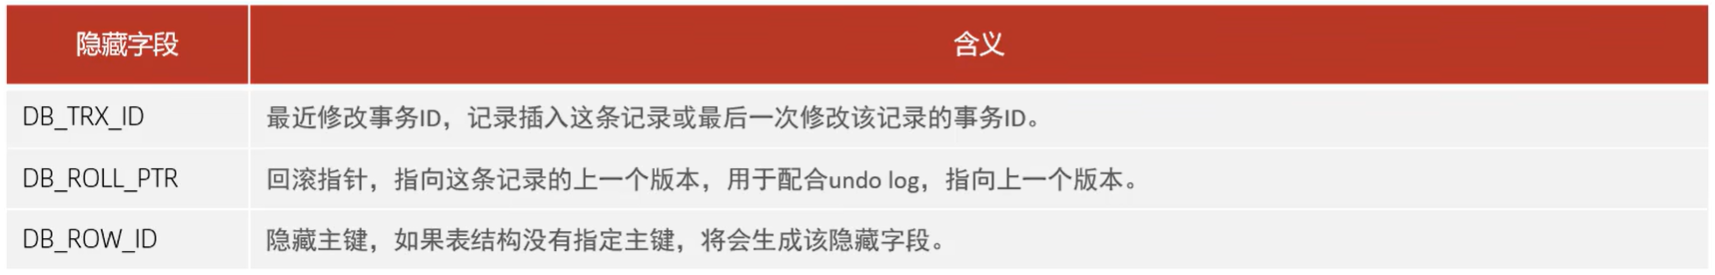 隐藏字段 含义
DB_TRX_ID 最近修改事务ID，记录插入这条记录或最后一次修改该记录的事务ID。
DB_ROLL_PTR 回滚指针，指向这条记录的上一个版本，用于配合undo log，指向上一个版本。
DB_ROW_ID 隐藏主键，如果表结构没有指定主键，将会生成该隐藏字段。